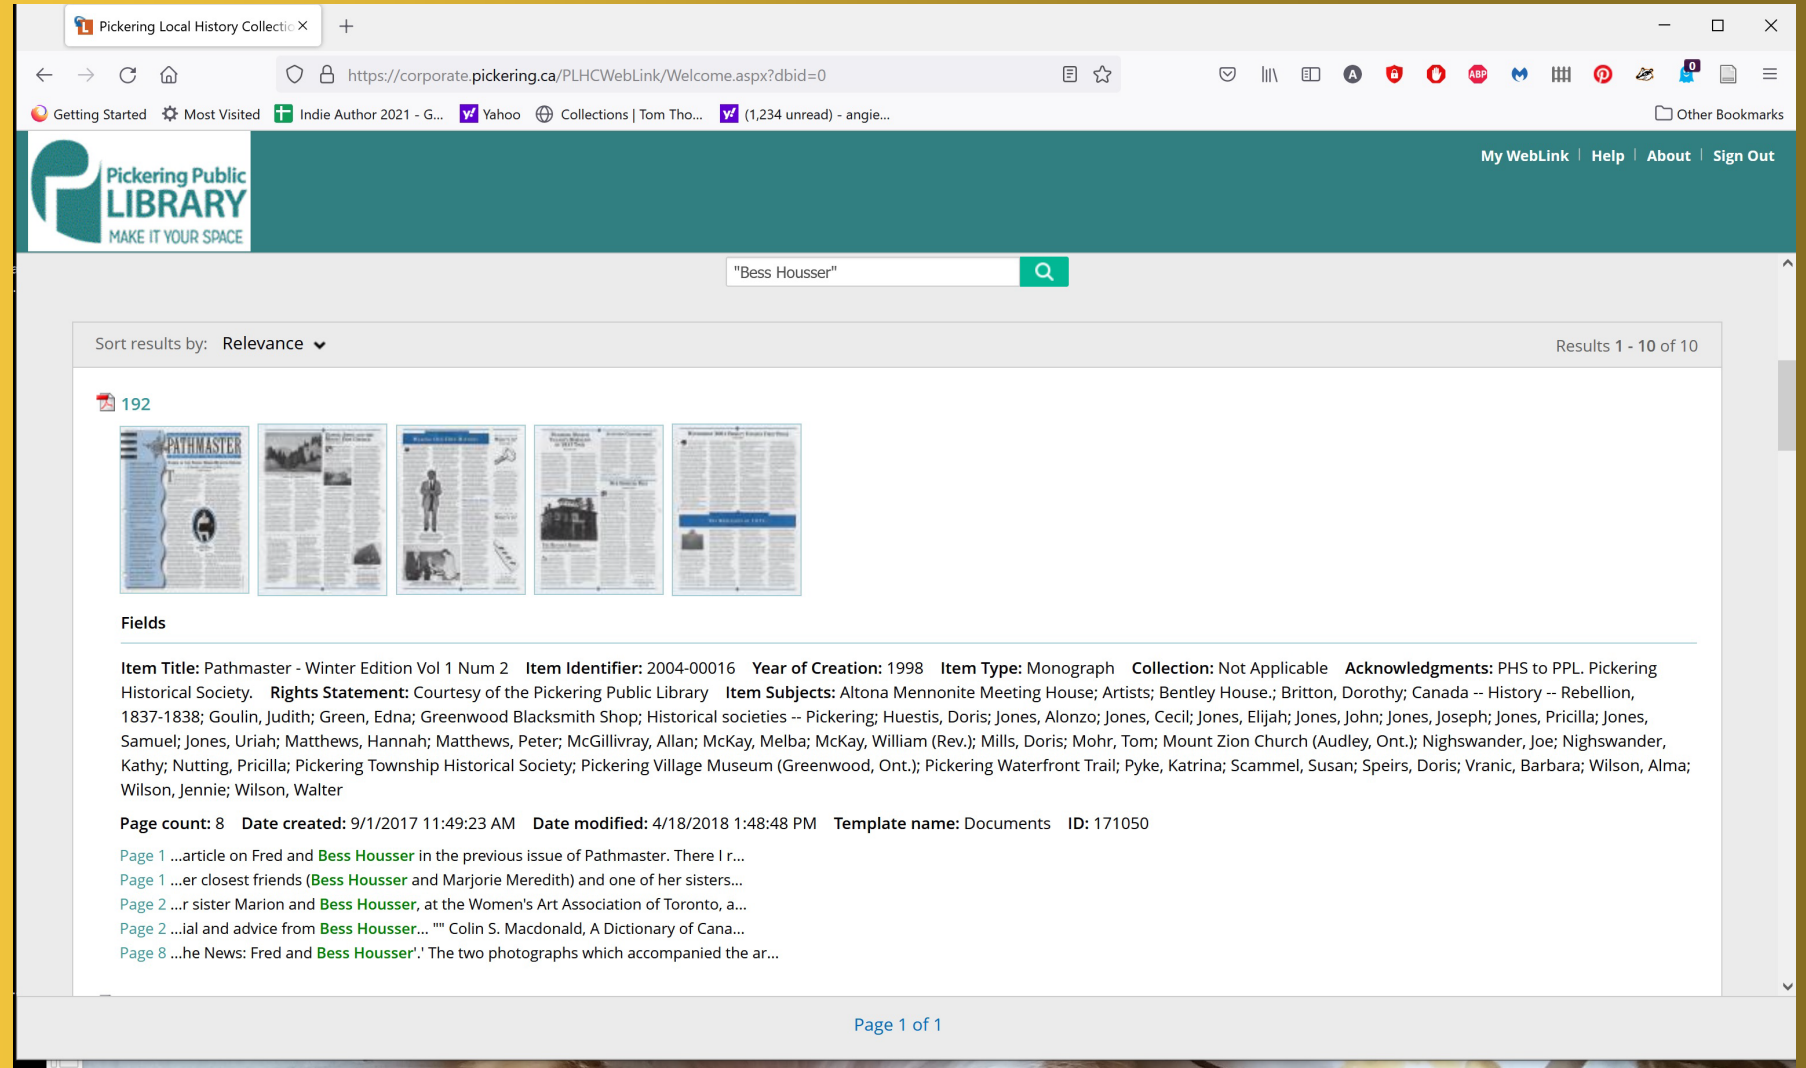 Pickering Local History Collectic
https://corporate.pickering.ca/PLHCWebLink/Welcome.aspx?dbid=0
A
ABP
0
Getting Started Most Visited Indie Author 2021 - G... Yahoo Collections | Tom Tho... (1,234 unread) - angie... Other Bookmarks
Pickering Public
LIBRARY
MAKE IT YOUR SPACE
My WebLink | Help | About | Sign Out
"Bess Housser"
Sort results by: Relevance
Results 1 - 10 of 10
192
PATHMASTER
Fields
Item Title: Pathmaster - Winter Edition Vol 1 Num 2 Item Identifier: 2004-00016 Year of Creation: 1998 Item Type: Monograph Collection: Not Applicable Acknowledgments: PHS to PPL. Pickering
Historical Society. Rights Statement: Courtesy of the Pickering Public Library Item Subjects: Altona Mennonite Meeting House; Artists; Bentley House.; Britton, Dorothy; Canada -- History -- Rebellion,
1837-1838; Goulin, Judith; Green, Edna; Greenwood Blacksmith Shop; Historical societies -- Pickering; Huestis, Doris; Jones, Alonzo; Jones, Cecil; Jones, Elijah; Jones, John; Jones, Joseph; Jones, Pricilla; Jones,
Samuel; Jones, Uriah; Matthews, Hannah; Matthews, Peter; McGillivray, Allan; McKay, Melba; McKay, William (Rev.); Mills, Doris; Mohr, Tom; Mount Zion Church (Audley, Ont.); Nighswander, Joe; Nighswander,
Kathy; Nutting, Pricilla; Pickering Township Historical Society; Pickering Village Museum (Greenwood, Ont.); Pickering Waterfront Trail; Pyke, Katrina; Scammel, Susan; Speirs, Doris; Vranic, Barbara; Wilson, Alma;
Wilson, Jennie; Wilson, Walter
Page count: 8 Date created: 9/1/2017 11:49:23 AM Date modified: 4/18/2018 1:48:48 PM Template name: Documents ID: 171050
Page 1 ...article on Fred and Bess Housser in the previous issue of Pathmaster. There I r...
Page 1 ...er closest friends (Bess Housser and Marjorie Meredith) and one of her sisters...
Page 2 ...r sister Marion and Bess Housser, at the Women's Art Association of Toronto, a...
Page 2 ...ial and advice from Bess Housser... "" Colin S. Macdonald, A Dictionary of Cana...
Page 8 ...he News: Fred and Bess Housser'.' The two photographs which accompanied the ar...
Page 1 of 1